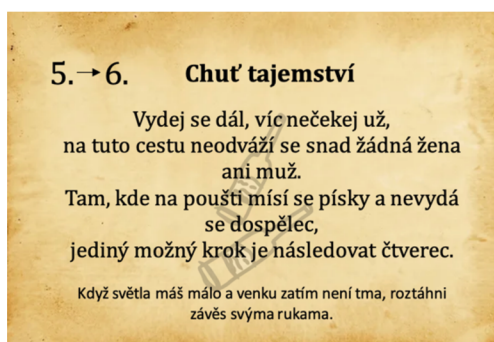 5.→6. Chuť tajemství
Vydej se dál, víc nečekej už,
na tuto cestu neodváží se snad žádná žena
ani muž.
Tam, kde na poušti mísí se písky a nevydá
se dospělec,
jediný možný krok je následovat čtverec.
Když světla máš málo a venku zatím není tma, roztáhni
závěs svýma rukama.